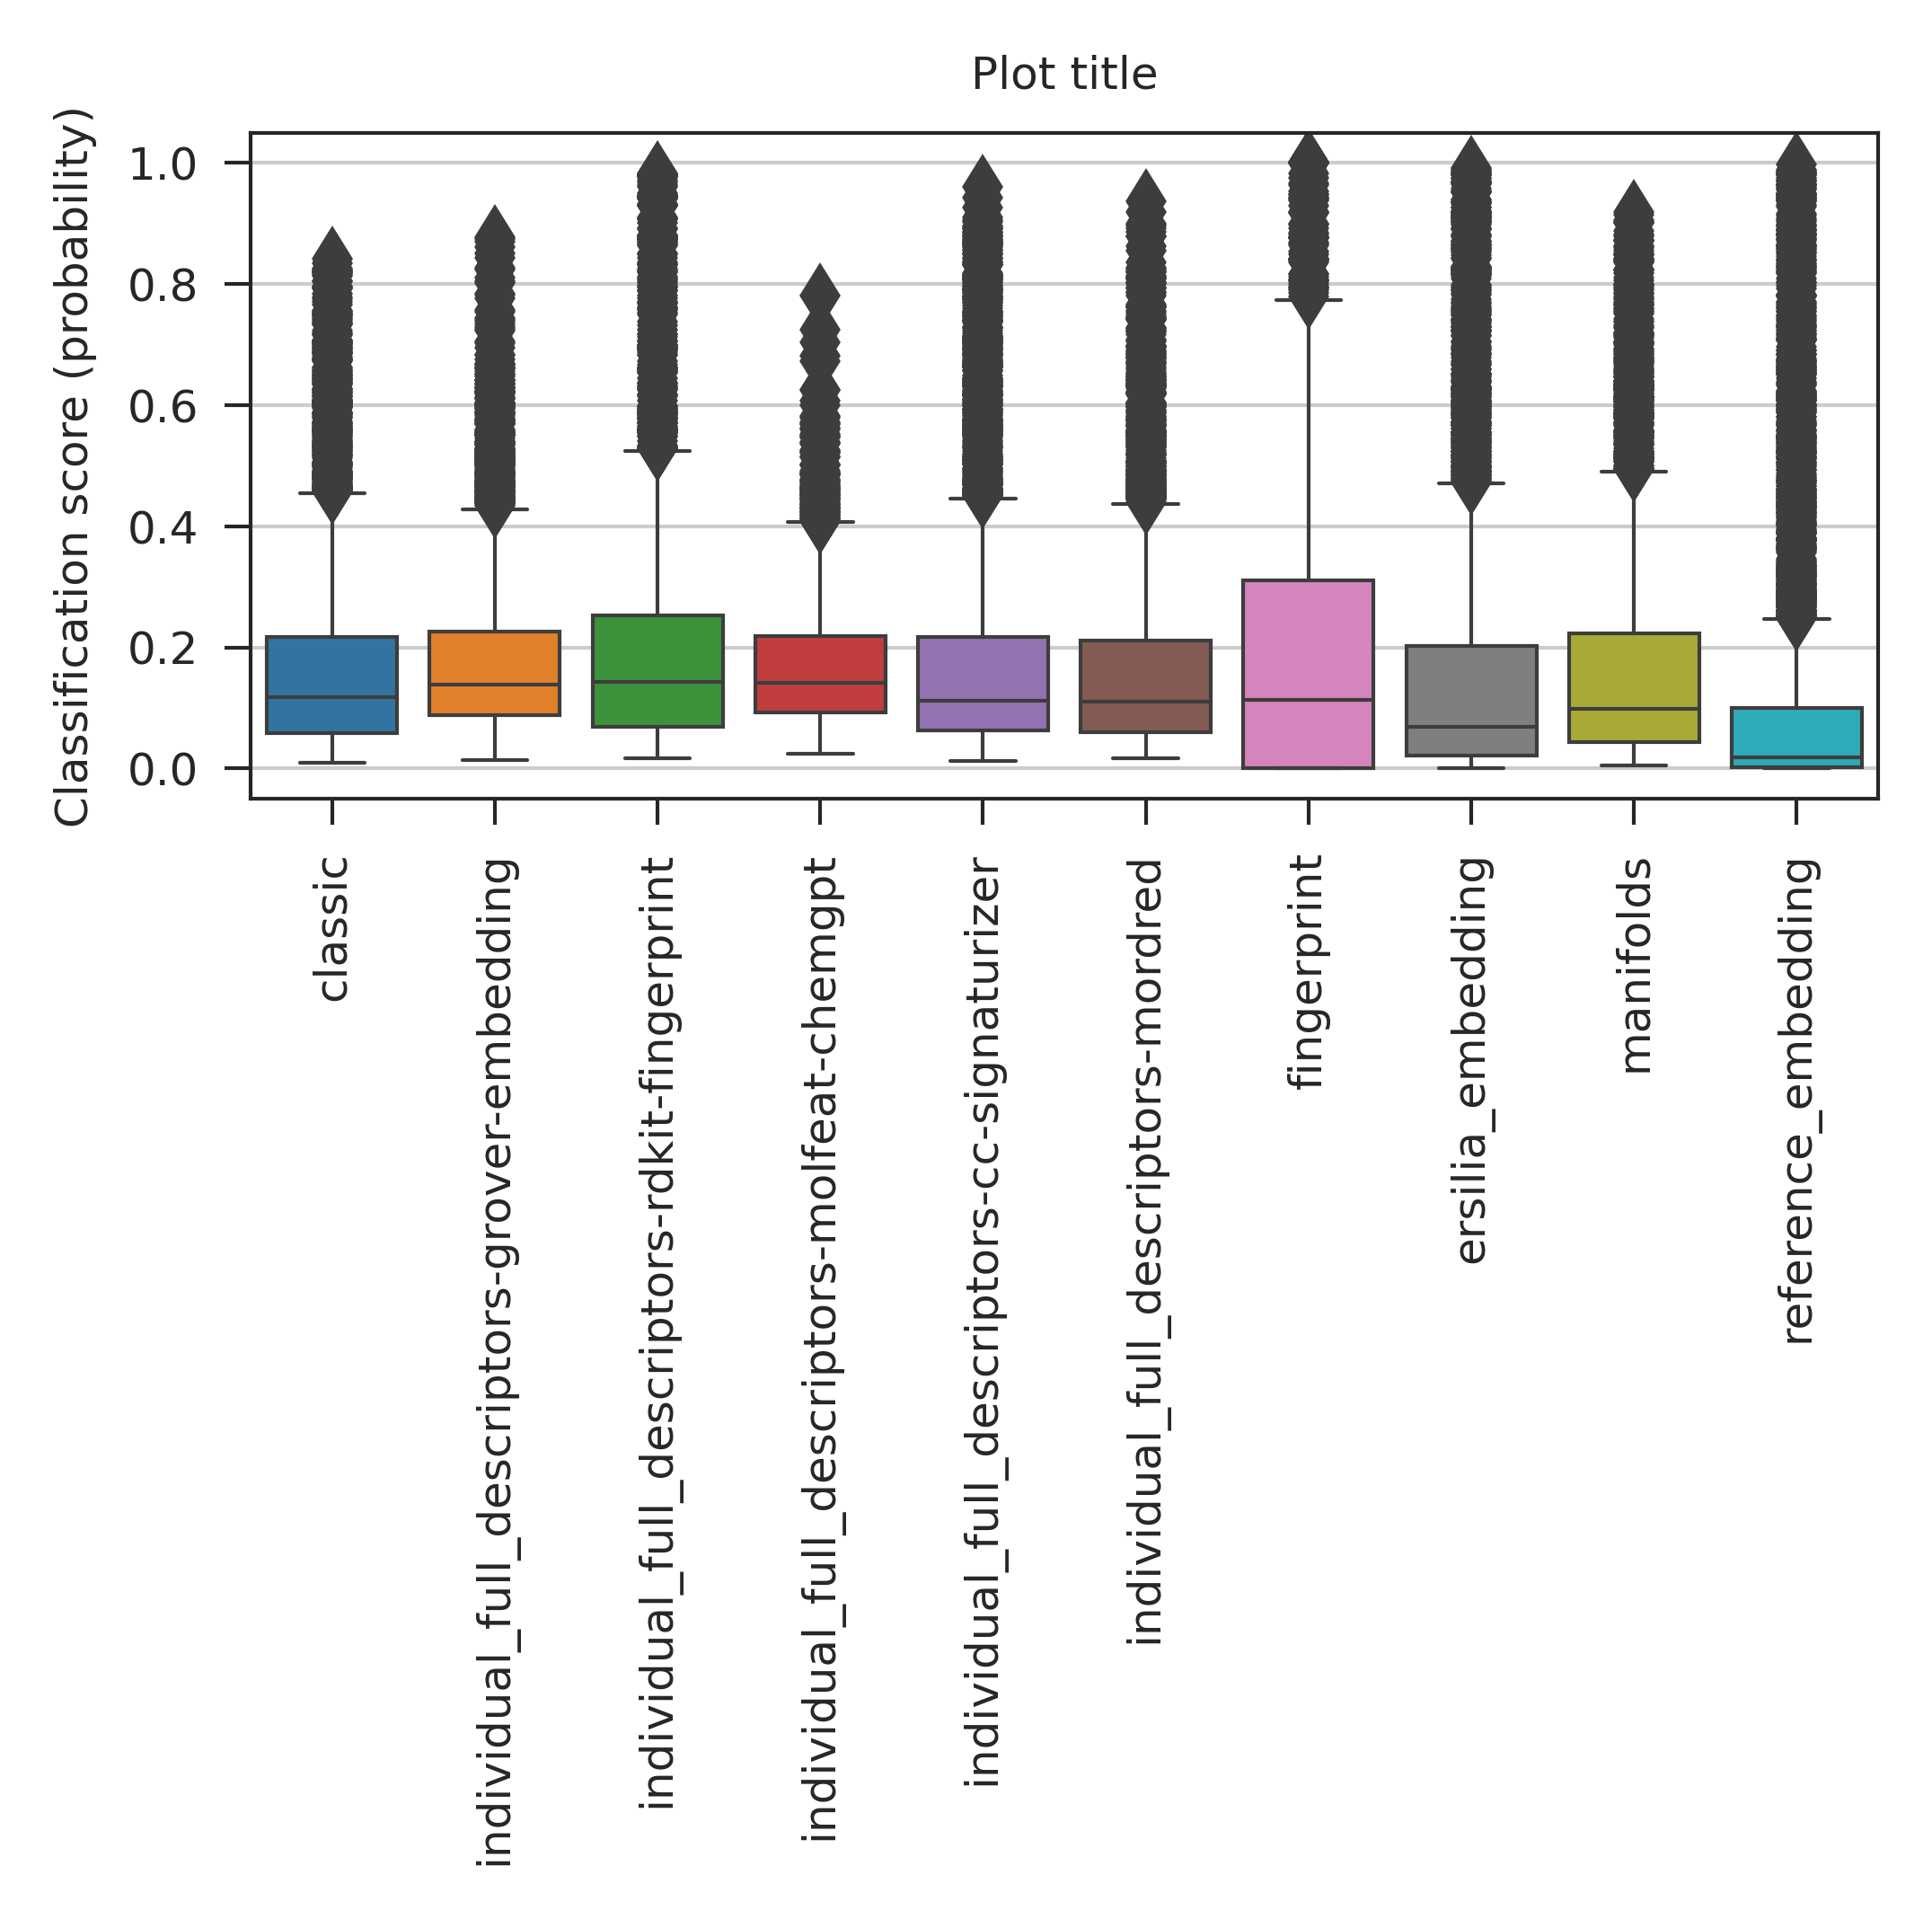 Plot title
Classification score (probability)
1.0
0.8
0.6
0.4
0.2
0.0
classic
individual_full_descriptors-grover-embedding
individual_full_descriptors-rdkit-fingerprint
individual_full_descriptors-molfeat-chemgpt
individual_full_descriptors-cc-signaturizer
individual_full_descriptors-mordred
fingerprint
ersilia_embedding
manifolds
reference_embedding